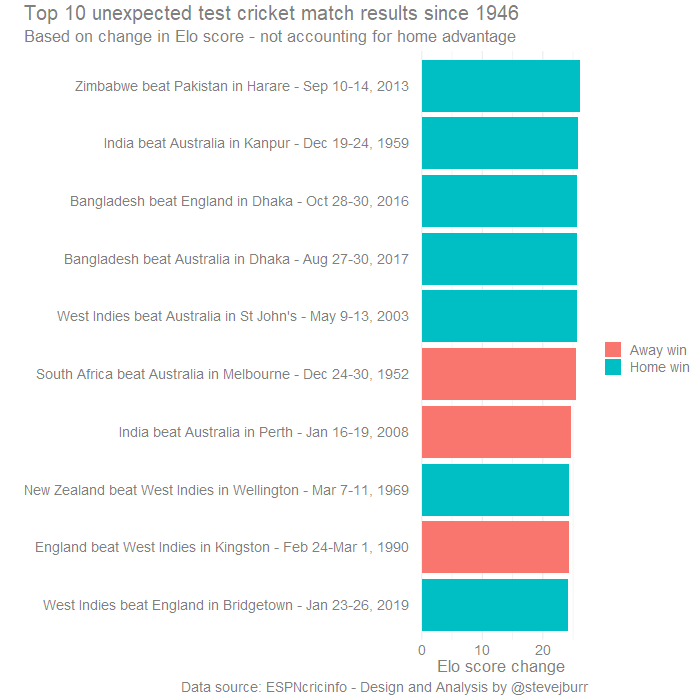 Top 10 unexpected test cricket match results since 1946
Based on change in Elo score - not accounting for home advantage
Zimbabwe beat Pakistan in Harare - Sep 10-14, 2013
India beat Australia in Kanpur - Dec 19-24, 1959
Bangladesh beat England in Dhaka - Oct 28-30, 2016
Bangladesh beat Australia in Dhaka - Aug 27-30, 2017
West Indies beat Australia in St John's - May 9-13, 2003
South Africa beat Australia in Melbourne - Dec 24-30, 1952
India beat Australia in Perth - Jan 16-19, 2008
New Zealand beat West Indies in Wellington - Mar 7-11, 1969
England beat West Indies in Kingston - Feb 24-Mar 1, 1990
West Indies beat England in Bridgetown - Jan 23-26, 2019
Away win
Home win
0 10 20
Elo score change
Data source: ESPNcricinfo - Design and Analysis by @stevejburr